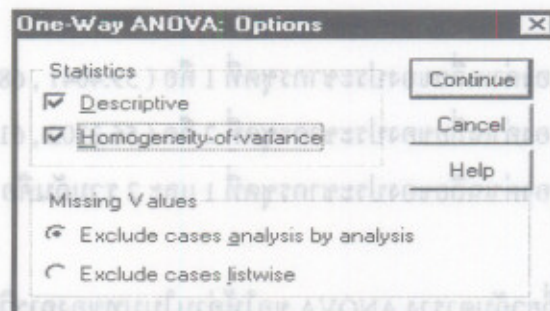 One-Way ANOVA: Options
Statistics
Descriptive
Homogeneity-of-variance
Continue
Cancel
Help
Missing Values
Exclude cases analysis by analysis
Exclude cases listwise